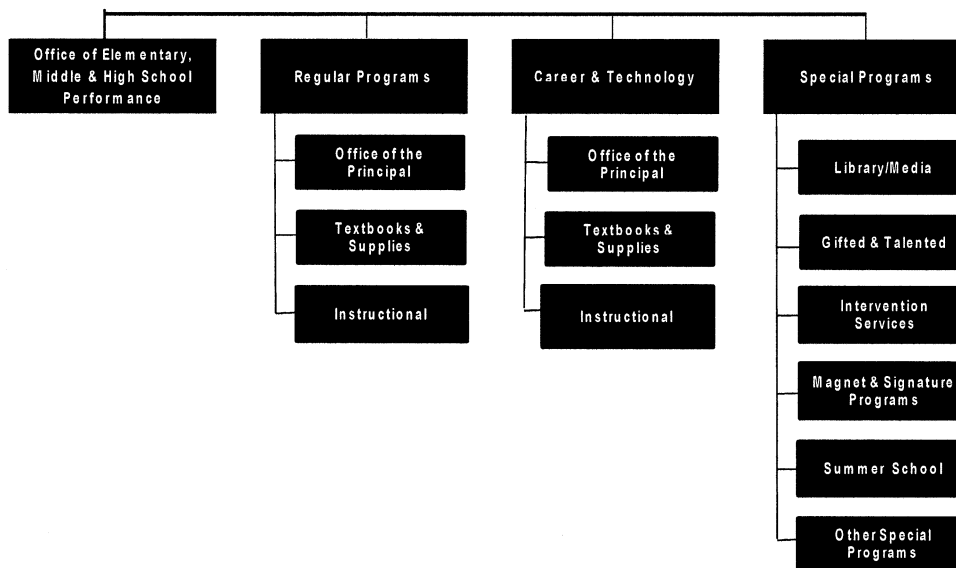 Office of Elementary,
Middle & High School
Performance
Regular Programs
Career & Technology
Special Programs
Office of the
Principal
Textbooks &
Supplies
Instructional
Office of the
Principal
Textbooks &
Supplies
Instructional
Library/Media
Gifted & Talented
Intervention
Services
Magnet & Signature
Programs
Summer School
Other Special
Programs